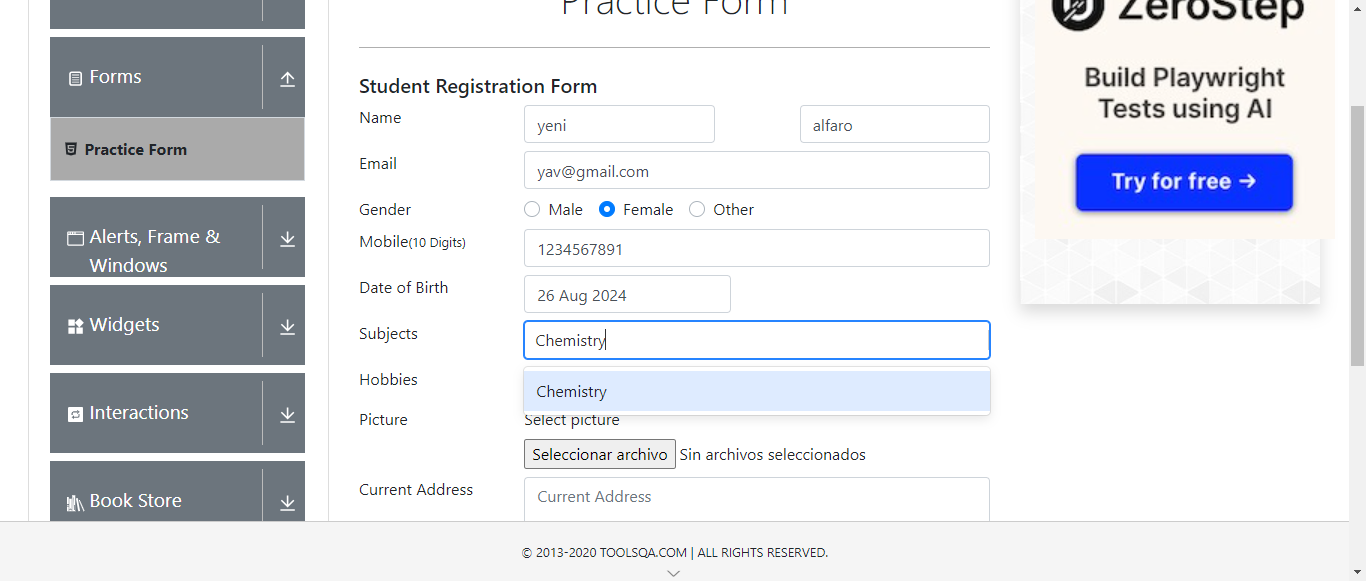 Practice Form
ZeroStep
Build Playwright
Tests using AI
Try for free →
Forms
Practice Form
Alerts, Frame &
Windows
Widgets
Interactions
Book Store
Student Registration Form
Name
yeni
alfaro
Email
yav@gmail.com
Gender
Male
Female
Other
Mobile(10 Digits)
1234567891
Date of Birth
26 Aug 2024
Subjects
Chemistry
Chemistry
Hobbies
Picture
Select picture
Seleccionar archivo Sin archivos seleccionados
Current Address
Current Address
© 2013-2020 TOOLSQA.COM | ALL RIGHTS RESERVED.